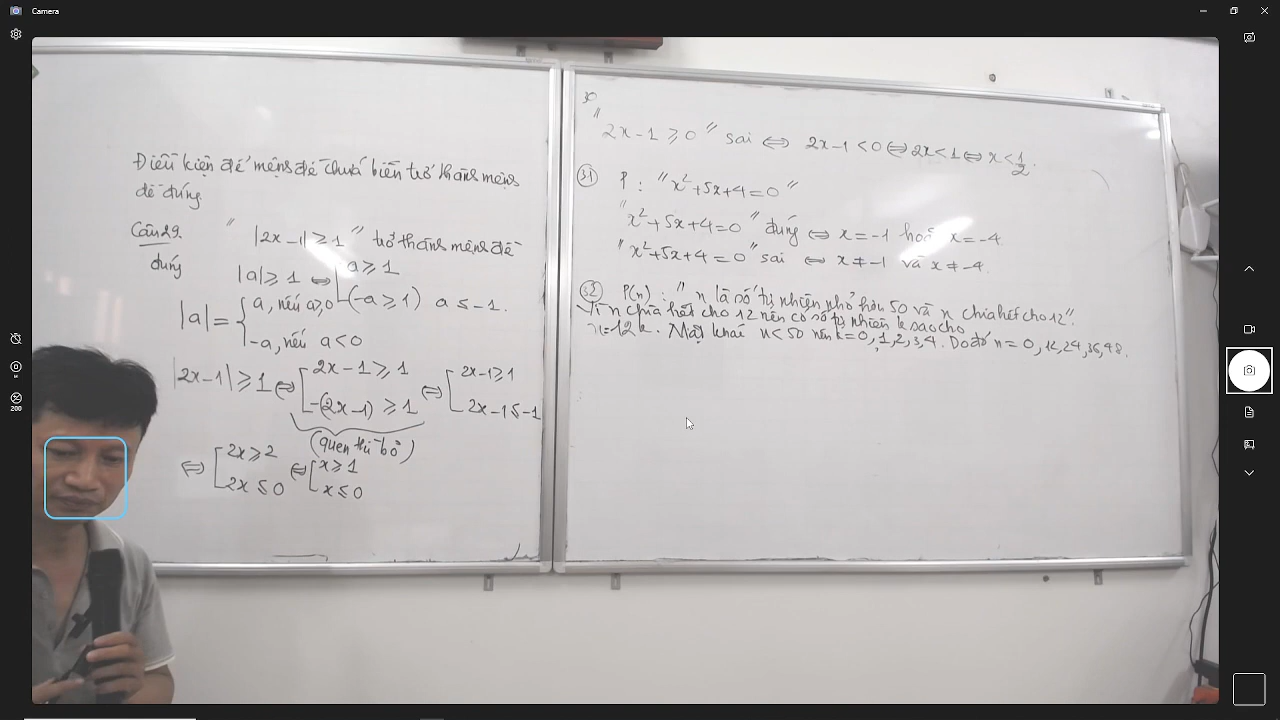 Camera
Điều kiện để mệnh đề chứa biến trở thành mệnh
đề đúng
Câu 29. " |2x-1| ≥ 1 " trở thành mệnh đề
đúng
|a| ≥ 1 ⇔ [ a ≥ 1
(-a ≥ 1) a ≤ -1.
|a| = { a, nếu a ≥ 0
-a, nếu a < 0
|2x-1| ≥ 1 ⇔ [ 2x-1 ≥ 1 ⇔ [ 2x-1 ≥ 1
-(2x-1) ≥ 1 2x-1 ≤ -1
(quen thì bỏ)
⇔ [ 2x ≥ 2 ⇔ [ x ≥ 1
2x ≤ 0 x ≤ 0
30
" 2x-1 ≥ 0 " sai ⇔ 2x-1 < 0 ⇔ 2x < 1 ⇔ x < 1/2.
31 P : " x²+5x+4=0 "
" x²+5x+4=0 " đúng ⇔ x=-1 hoặc x=-4.
" x²+5x+4=0 " sai ⇔ x≠-1 và x≠-4.
32 P(n) : " n là số tự nhiên nhỏ hơn 50 và n chia hết cho 12".
Vì n chia hết cho 12 nên có số tự nhiên k sao cho
n=12k. Mặt khác n<50 nên k=0,1,2,3,4. Do đó n=0,12,24,36,48.
200